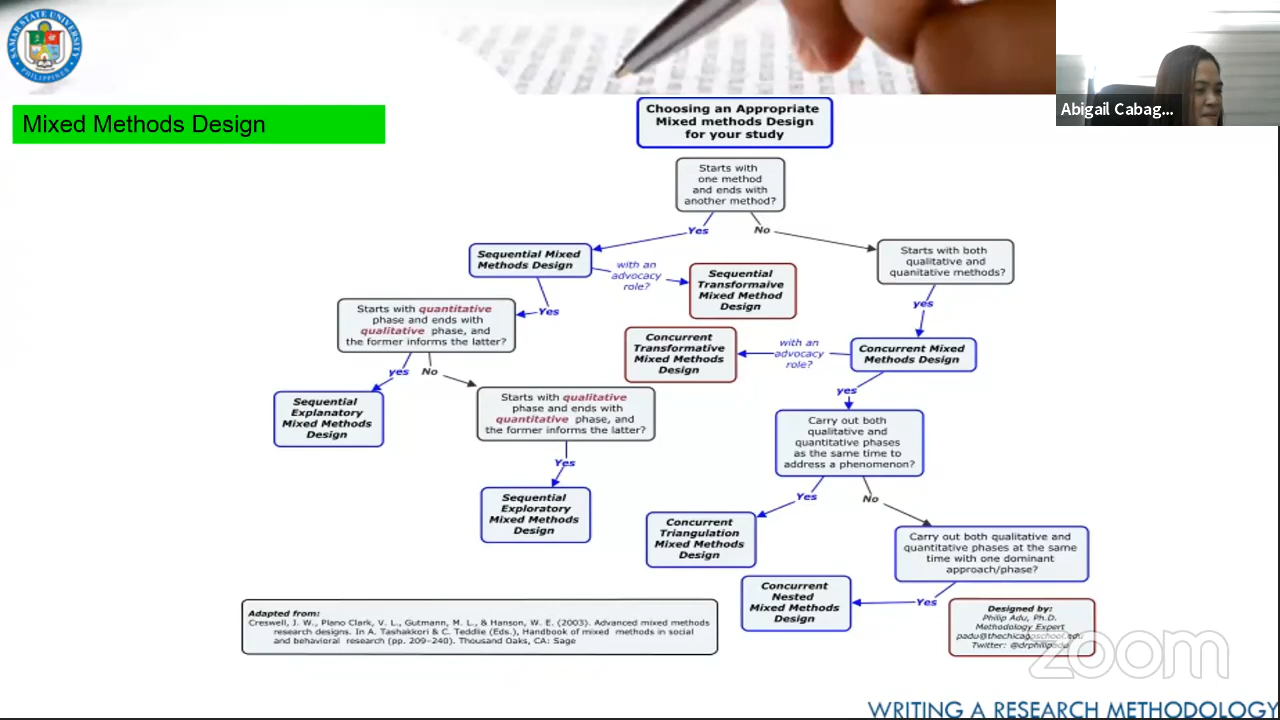 SAMAR STATE UNIVERSITY
PHILIPPINES
Abigail Cabag...
Mixed Methods Design
Choosing an Appropriate
Mixed methods Design
for your study
Starts with
one method
and ends with
another method?
Yes
No
Sequential Mixed
Methods Design
with an
advocacy
role?
Sequential
Transformaive
Mixed Method
Design
Starts with both
qualitative and
quanitative methods?
Yes
yes
Starts with quantitative
phase and ends with
qualitative phase, and
the former informs the latter?
Concurrent
Transformative
Mixed Methods
Design
with an
advocacy
role?
Concurrent Mixed
Methods Design
yes
No
yes
Sequential
Explanatory
Mixed Methods
Design
Starts with qualitative
phase and ends with
quantitative phase, and
the former informs the latter?
Carry out both
qualitative and
quantitative phases
as the same time to
address a phenomenon?
Yes
Yes
No
Sequential
Exploratory
Mixed Methods
Design
Concurrent
Triangulation
Mixed Methods
Design
Carry out both qualitative and
quantitative phases at the same
time with one dominant
approach/phase?
Concurrent
Nested
Mixed Methods
Design
Yes
Adapted from:
Creswell, J. W., Plano Clark, V. L., Gutmann, M. L., & Hanson, W. E. (2003). Advanced mixed methods
research designs. In A. Tashakkori & C. Teddlie (Eds.), Handbook of mixed methods in social
and behavioral research (pp. 209-240). Thousand Oaks, CA: Sage
Designed by:
Philip Adu, Ph.D.
Methodology Expert
padu@thechicagoschool.edu
Twitter: @drphilipadu
zoom
WRITING A RESEARCH METHODOLOGY